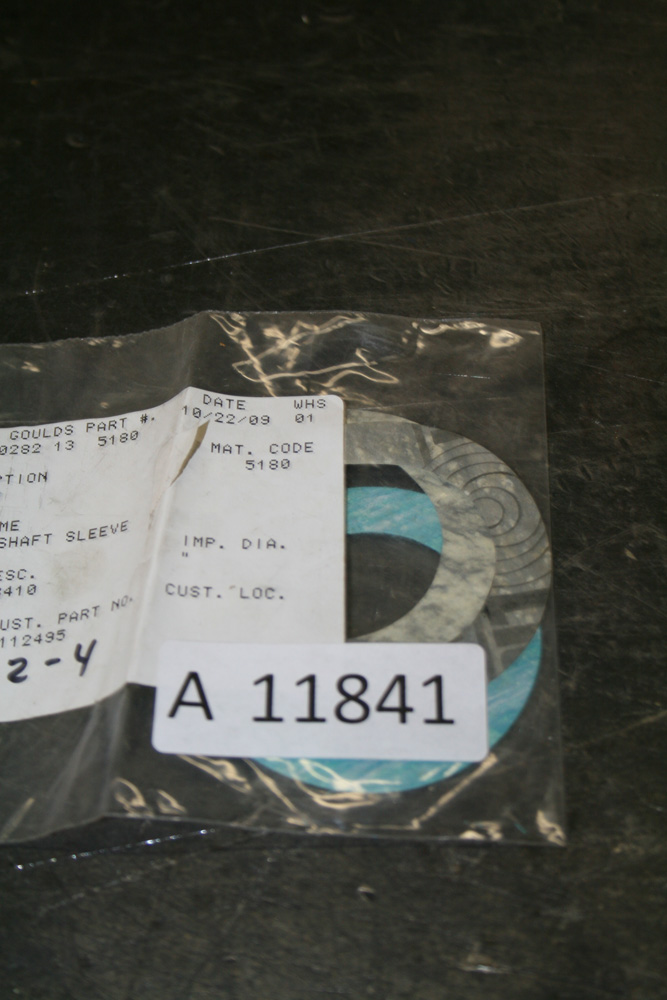 DATE WHS
10/22/09 01
GOULDS PART #.
0282 13 5180
MAT. CODE
5180
TION
ME
SHAFT SLEEVE
IMP. DIA.
"
ESC.
410
CUST. LOC.
UST. PART NO.
112495
2-4
A 11841